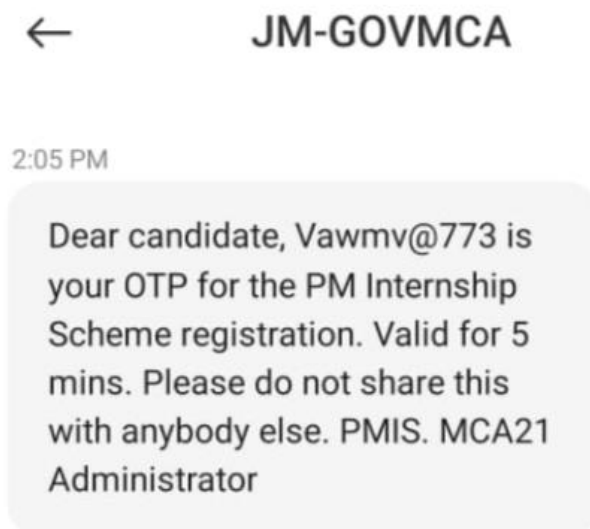 JM-GOVMCA
2:05 PM
Dear candidate, Vawmv@773 is
your OTP for the PM Internship
Scheme registration. Valid for 5
mins. Please do not share this
with anybody else. PMIS. MCA21
Administrator